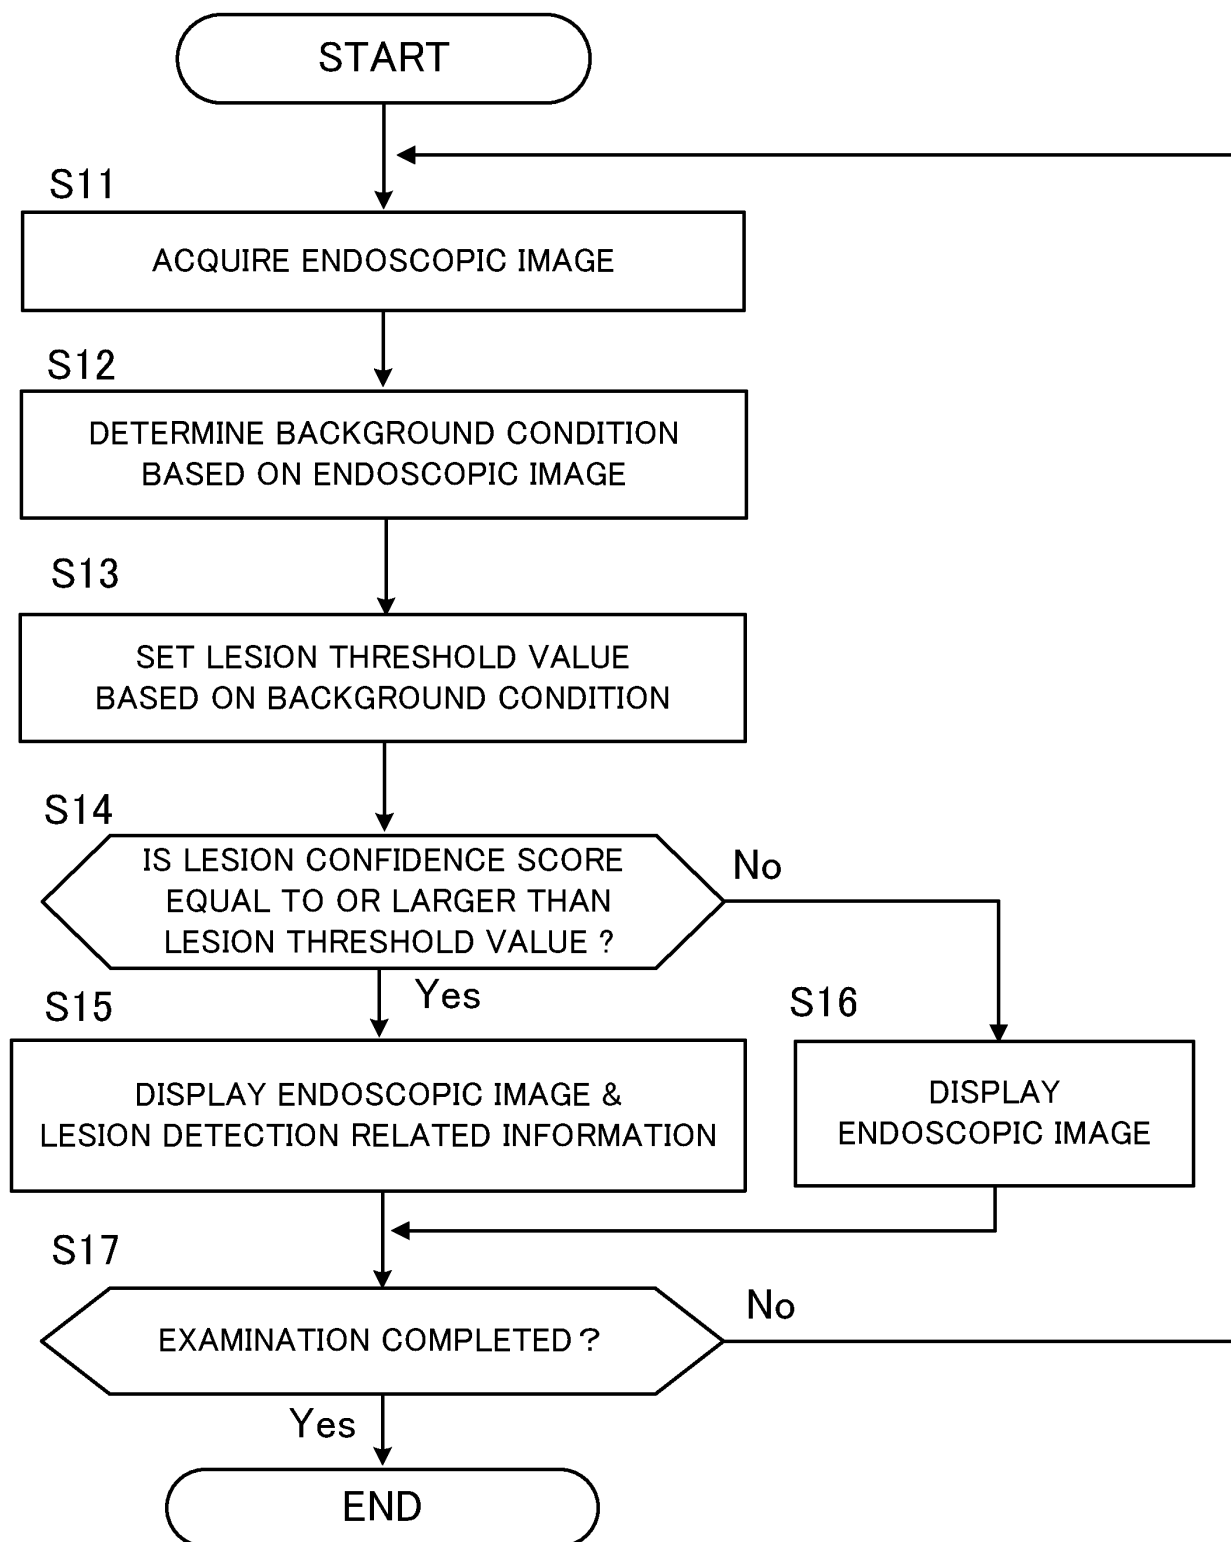 START
S11
ACQUIRE ENDOSCOPIC IMAGE
S12
DETERMINE BACKGROUND CONDITION
BASED ON ENDOSCOPIC IMAGE
S13
SET LESION THRESHOLD VALUE
BASED ON BACKGROUND CONDITION
S14
IS LESION CONFIDENCE SCORE
EQUAL TO OR LARGER THAN
LESION THRESHOLD VALUE ?
No
Yes
S15
DISPLAY ENDOSCOPIC IMAGE &
LESION DETECTION RELATED INFORMATION
S16
DISPLAY
ENDOSCOPIC IMAGE
S17
EXAMINATION COMPLETED ?
No
Yes
END